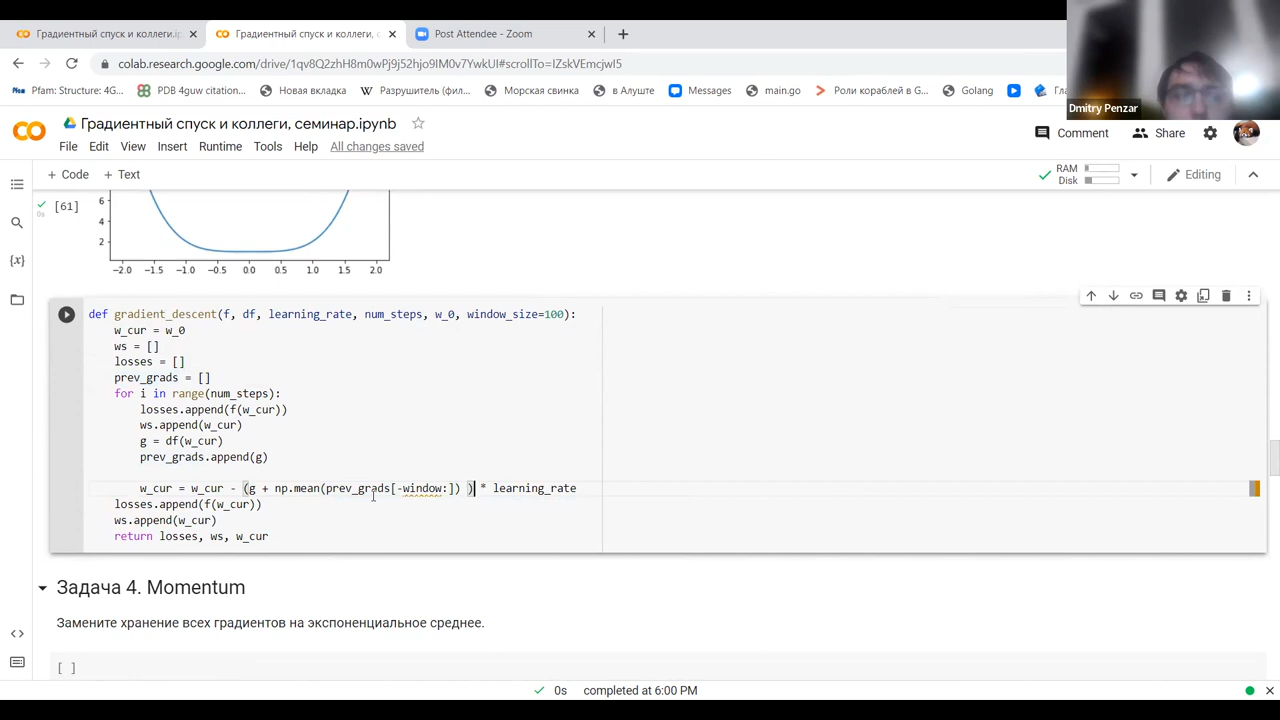 Градиентный спуск и коллеги.i
Градиентный спуск и коллеги, с
Post Attendee - Zoom
colab.research.google.com/drive/1qv8Q2zhH8m0wPj9j52hjo9IM0v7YwkUI#scrollTo=IZskVEmcjwI5
Pfam: Structure: 4G...
PDB 4guw citation...
Новая вкладка
Разрушитель (фил...
Морская свинка
в Алуште
Messages
main.go
Роли кораблей в G...
Golang
Dmitry Penzar
Градиентный спуск и коллеги, семинар.ipynb
Comment
Share
File Edit View Insert Runtime Tools Help All changes saved
+ Code + Text
RAM
Disk
Editing
[61]
0s
6
4
2
−2.0 −1.5 −1.0 −0.5 0.0 0.5 1.0 1.5 2.0
def gradient_descent(f, df, learning_rate, num_steps, w_0, window_size=100):
w_cur = w_0
ws = []
losses = []
prev_grads = []
for i in range(num_steps):
losses.append(f(w_cur))
ws.append(w_cur)
g = df(w_cur)
prev_grads.append(g)
w_cur = w_cur - (g + np.mean(prev_grads[-window:]) ) * learning_rate
losses.append(f(w_cur))
ws.append(w_cur)
return losses, ws, w_cur
Задача 4. Momentum
Замените хранение всех градиентов на экспоненциальное среднее.
[ ]
0s completed at 6:00 PM